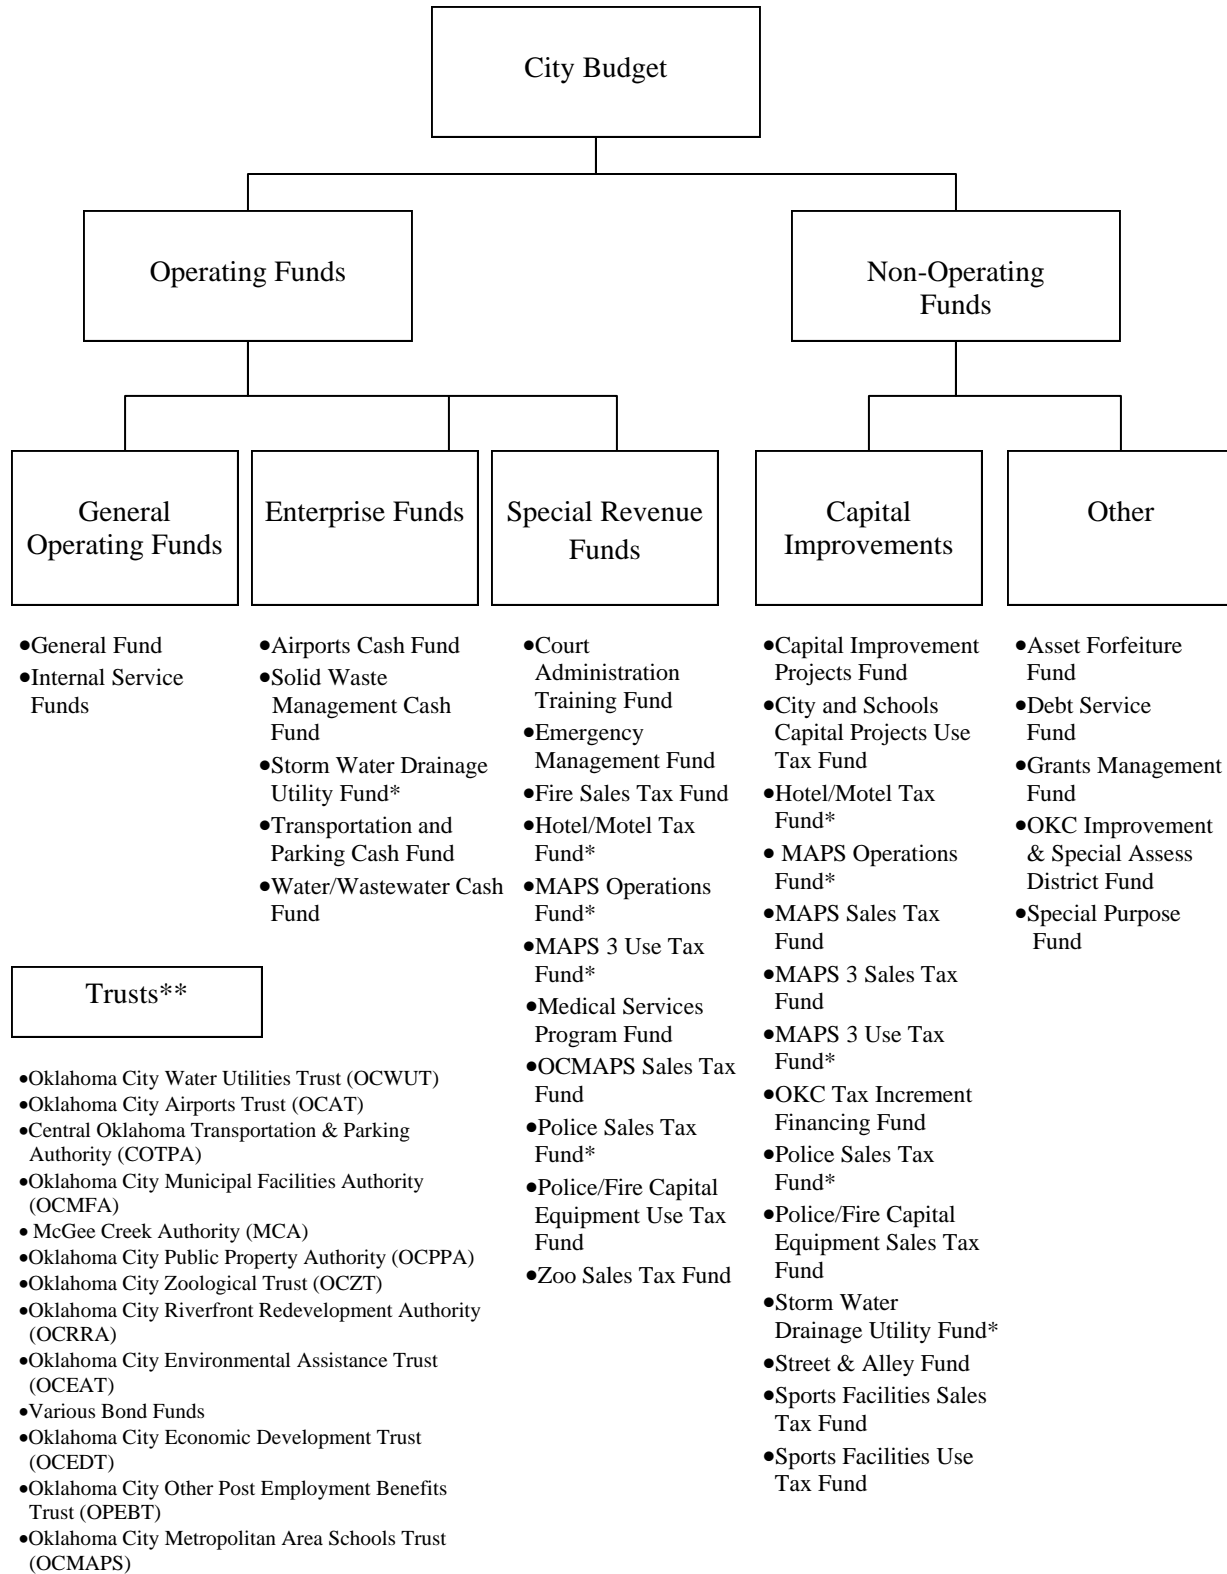 City Budget
Operating Funds
Non-Operating
Funds
General
Operating Funds
Enterprise Funds
Special Revenue
Funds
Capital
Improvements
Other
•General Fund
•Internal Service
Funds
•Airports Cash Fund
•Solid Waste
Management Cash
Fund
•Storm Water Drainage
Utility Fund*
•Transportation and
Parking Cash Fund
•Water/Wastewater Cash
Fund
•Court
Administration
Training Fund
•Emergency
Management Fund
•Fire Sales Tax Fund
•Hotel/Motel Tax
Fund*
•MAPS Operations
Fund*
•MAPS 3 Use Tax
Fund*
•Medical Services
Program Fund
•OCMAPS Sales Tax
Fund
•Police Sales Tax
Fund*
•Police/Fire Capital
Equipment Use Tax
Fund
•Zoo Sales Tax Fund
•Capital Improvement
Projects Fund
•City and Schools
Capital Projects Use
Tax Fund
•Hotel/Motel Tax
Fund*
• MAPS Operations
Fund*
•MAPS Sales Tax
Fund
•MAPS 3 Sales Tax
Fund
•MAPS 3 Use Tax
Fund*
•OKC Tax Increment
Financing Fund
•Police Sales Tax
Fund*
•Police/Fire Capital
Equipment Sales Tax
Fund
•Storm Water
Drainage Utility Fund*
•Street & Alley Fund
•Sports Facilities Sales
Tax Fund
•Sports Facilities Use
Tax Fund
•Asset Forfeiture
Fund
•Debt Service
Fund
•Grants Management
Fund
•OKC Improvement
& Special Assess
District Fund
•Special Purpose
Fund
Trusts**
•Oklahoma City Water Utilities Trust (OCWUT)
•Oklahoma City Airports Trust (OCAT)
•Central Oklahoma Transportation & Parking
Authority (COTPA)
•Oklahoma City Municipal Facilities Authority
(OCMFA)
• McGee Creek Authority (MCA)
•Oklahoma City Public Property Authority (OCPPA)
•Oklahoma City Zoological Trust (OCZT)
•Oklahoma City Riverfront Redevelopment Authority
(OCRRA)
•Oklahoma City Environmental Assistance Trust
(OCEAT)
•Various Bond Funds
•Oklahoma City Economic Development Trust
(OCEDT)
•Oklahoma City Other Post Employment Benefits
Trust (OPEBT)
•Oklahoma City Metropolitan Area Schools Trust
(OCMAPS)